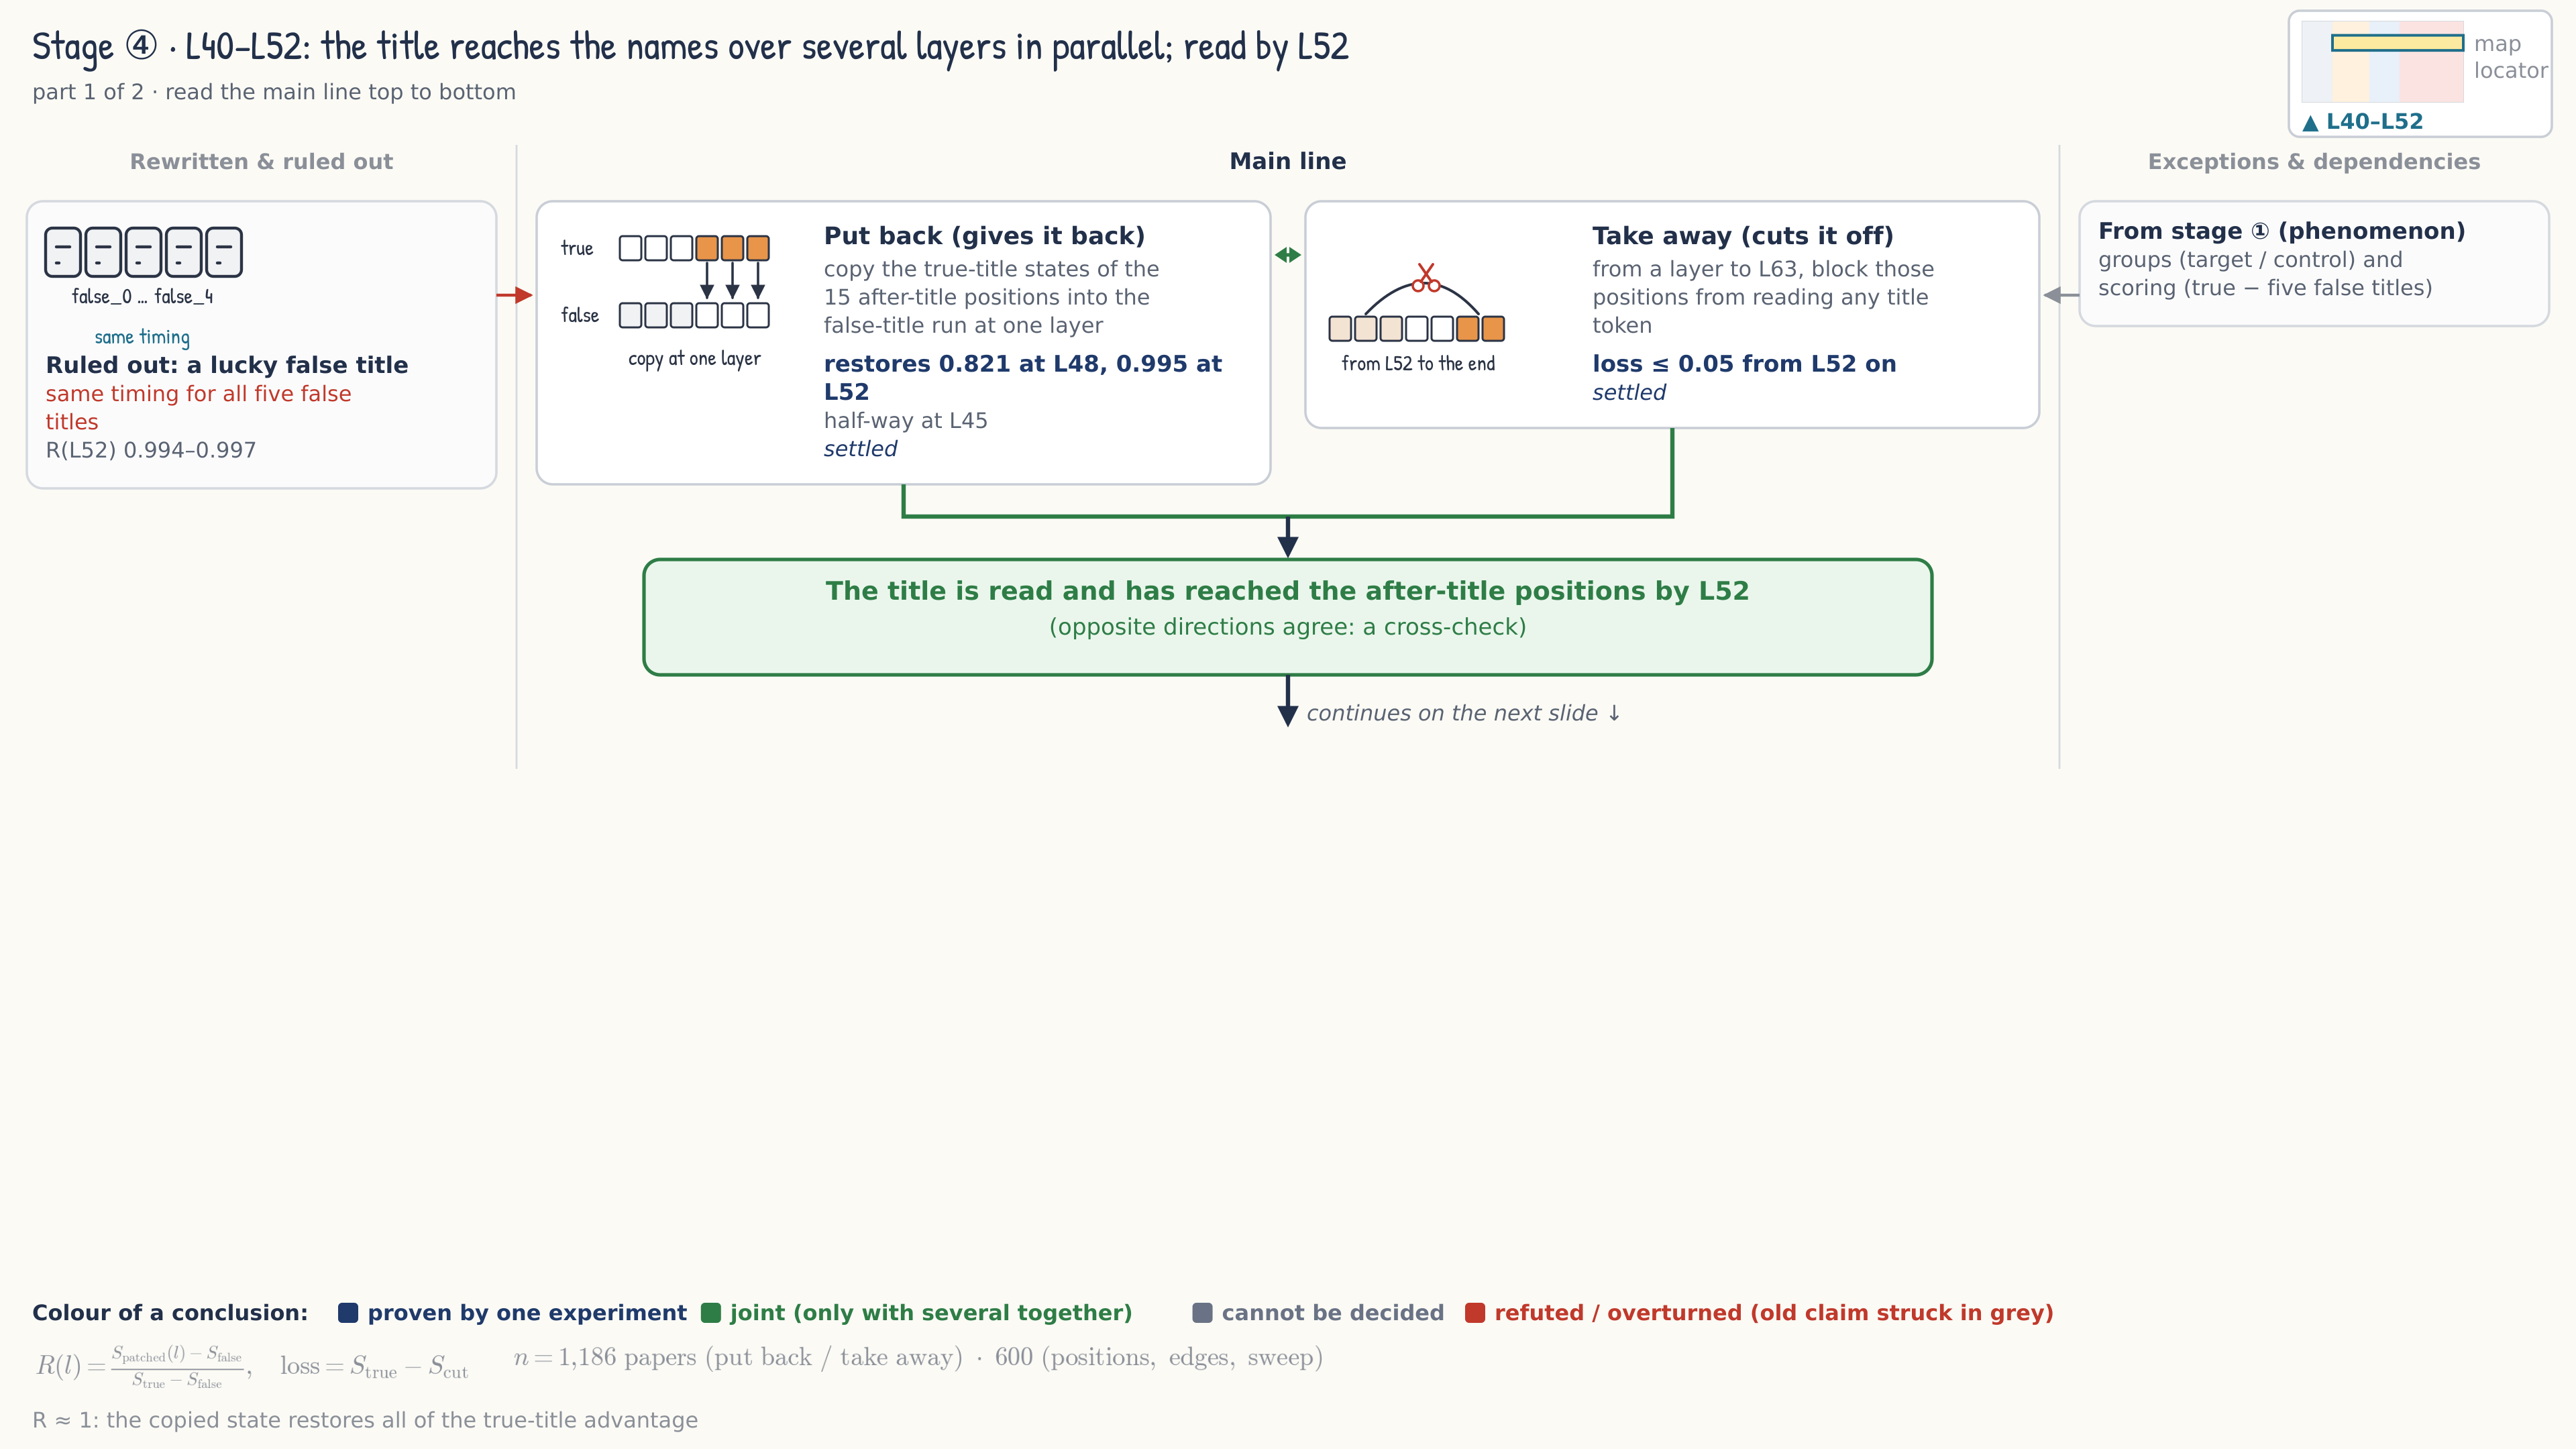 Stage ④ · L40–L52: the title reaches the names over several layers in parallel; read by L52
part 1 of 2 · read the main line top to bottom
map
locator
▲ L40–L52
Rewritten & ruled out
Main line
Exceptions & dependencies
false_0 … false_4
same timing
Ruled out: a lucky false title
same timing for all five false
titles
R(L52) 0.994–0.997
true
false
copy at one layer
Put back (gives it back)
copy the true-title states of the
15 after-title positions into the
false-title run at one layer
restores 0.821 at L48, 0.995 at
L52
half-way at L45
settled
from L52 to the end
Take away (cuts it off)
from a layer to L63, block those
positions from reading any title
token
loss ≤ 0.05 from L52 on
settled
From stage ① (phenomenon)
groups (target / control) and
scoring (true − five false titles)
The title is read and has reached the after-title positions by L52
(opposite directions agree: a cross-check)
continues on the next slide ↓
Colour of a conclusion: proven by one experiment joint (only with several together) cannot be decided refuted / overturned (old claim struck in grey)
R(l) = (S_patched(l) − S_false) / (S_true − S_false), loss = S_true − S_cut n = 1,186 papers (put back / take away) · 600 (positions, edges, sweep)
R ≈ 1: the copied state restores all of the true-title advantage